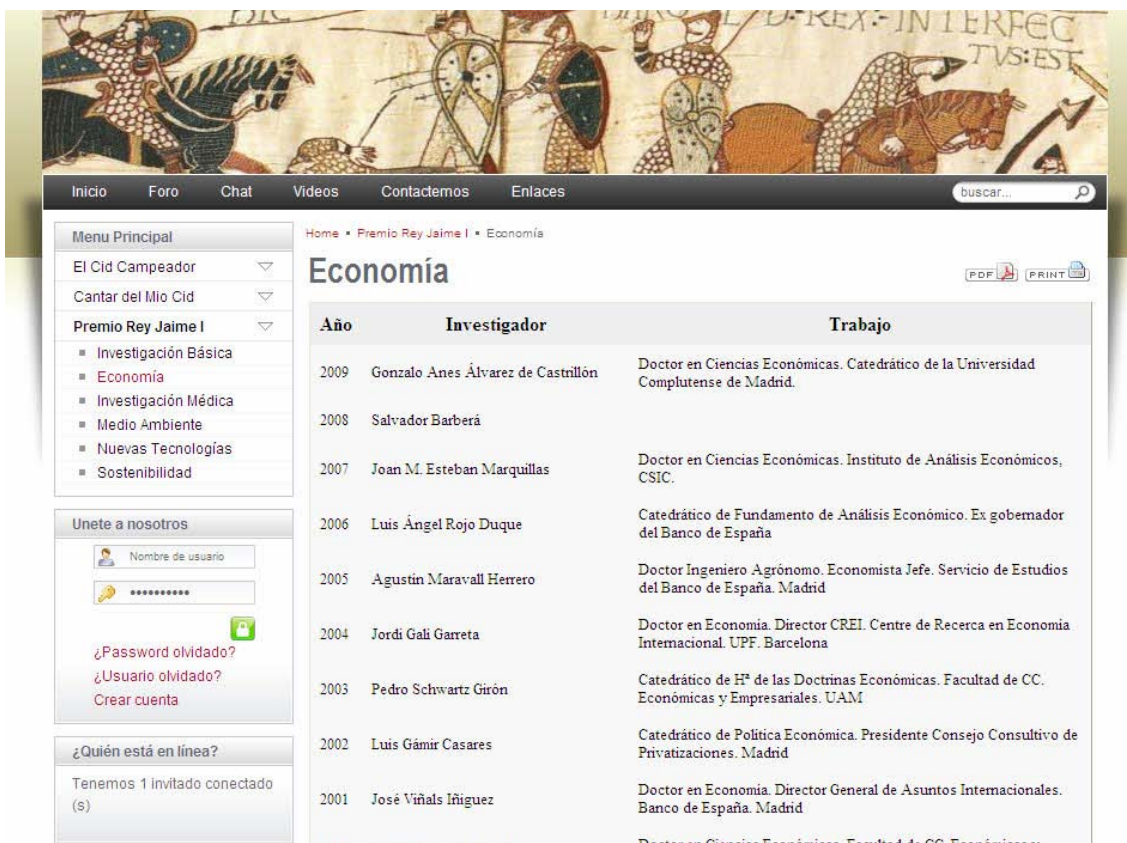 DIC HAROL D:REX:-INTERFEC
TVS:EST
Inicio Foro Chat Videos Contactemos Enlaces buscar...
Menu Principal
El Cid Campeador
Cantar del Mio Cid
Premio Rey Jaime I
Investigación Básica
Economía
Investigación Médica
Medio Ambiente
Nuevas Tecnologías
Sostenibilidad
Unete a nosotros
Nombre de usuario
••••••••••
¿Password olvidado?
¿Usuario olvidado?
Crear cuenta
¿Quién está en línea?
Tenemos 1 invitado conectado
(s)
Home Premio Rey Jaime I Economía
Economía
PDF PRINT
Año Investigador Trabajo
2009 Gonzalo Anes Álvarez de Castrillón Doctor en Ciencias Económicas. Catedrático de la Universidad
Complutense de Madrid.
2008 Salvador Barberá
2007 Joan M. Esteban Marquillas Doctor en Ciencias Económicas. Instituto de Análisis Económicos,
CSIC.
2006 Luis Ángel Rojo Duque Catedrático de Fundamento de Análisis Económico. Ex gobernador
del Banco de España
2005 Agustín Maravall Herrero Doctor Ingeniero Agrónomo. Economista Jefe. Servicio de Estudios
del Banco de España. Madrid
2004 Jordi Galí Garreta Doctor en Economía. Director CREI. Centre de Recerca en Economía
Internacional. UPF. Barcelona
2003 Pedro Schwartz Girón Catedrático de Hª de las Doctrinas Económicas. Facultad de CC.
Económicas y Empresariales. UAM
2002 Luis Gámir Casares Catedrático de Política Económica. Presidente Consejo Consultivo de
Privatizaciones. Madrid
2001 José Viñals Iñiguez Doctor en Economía. Director General de Asuntos Internacionales.
Banco de España. Madrid